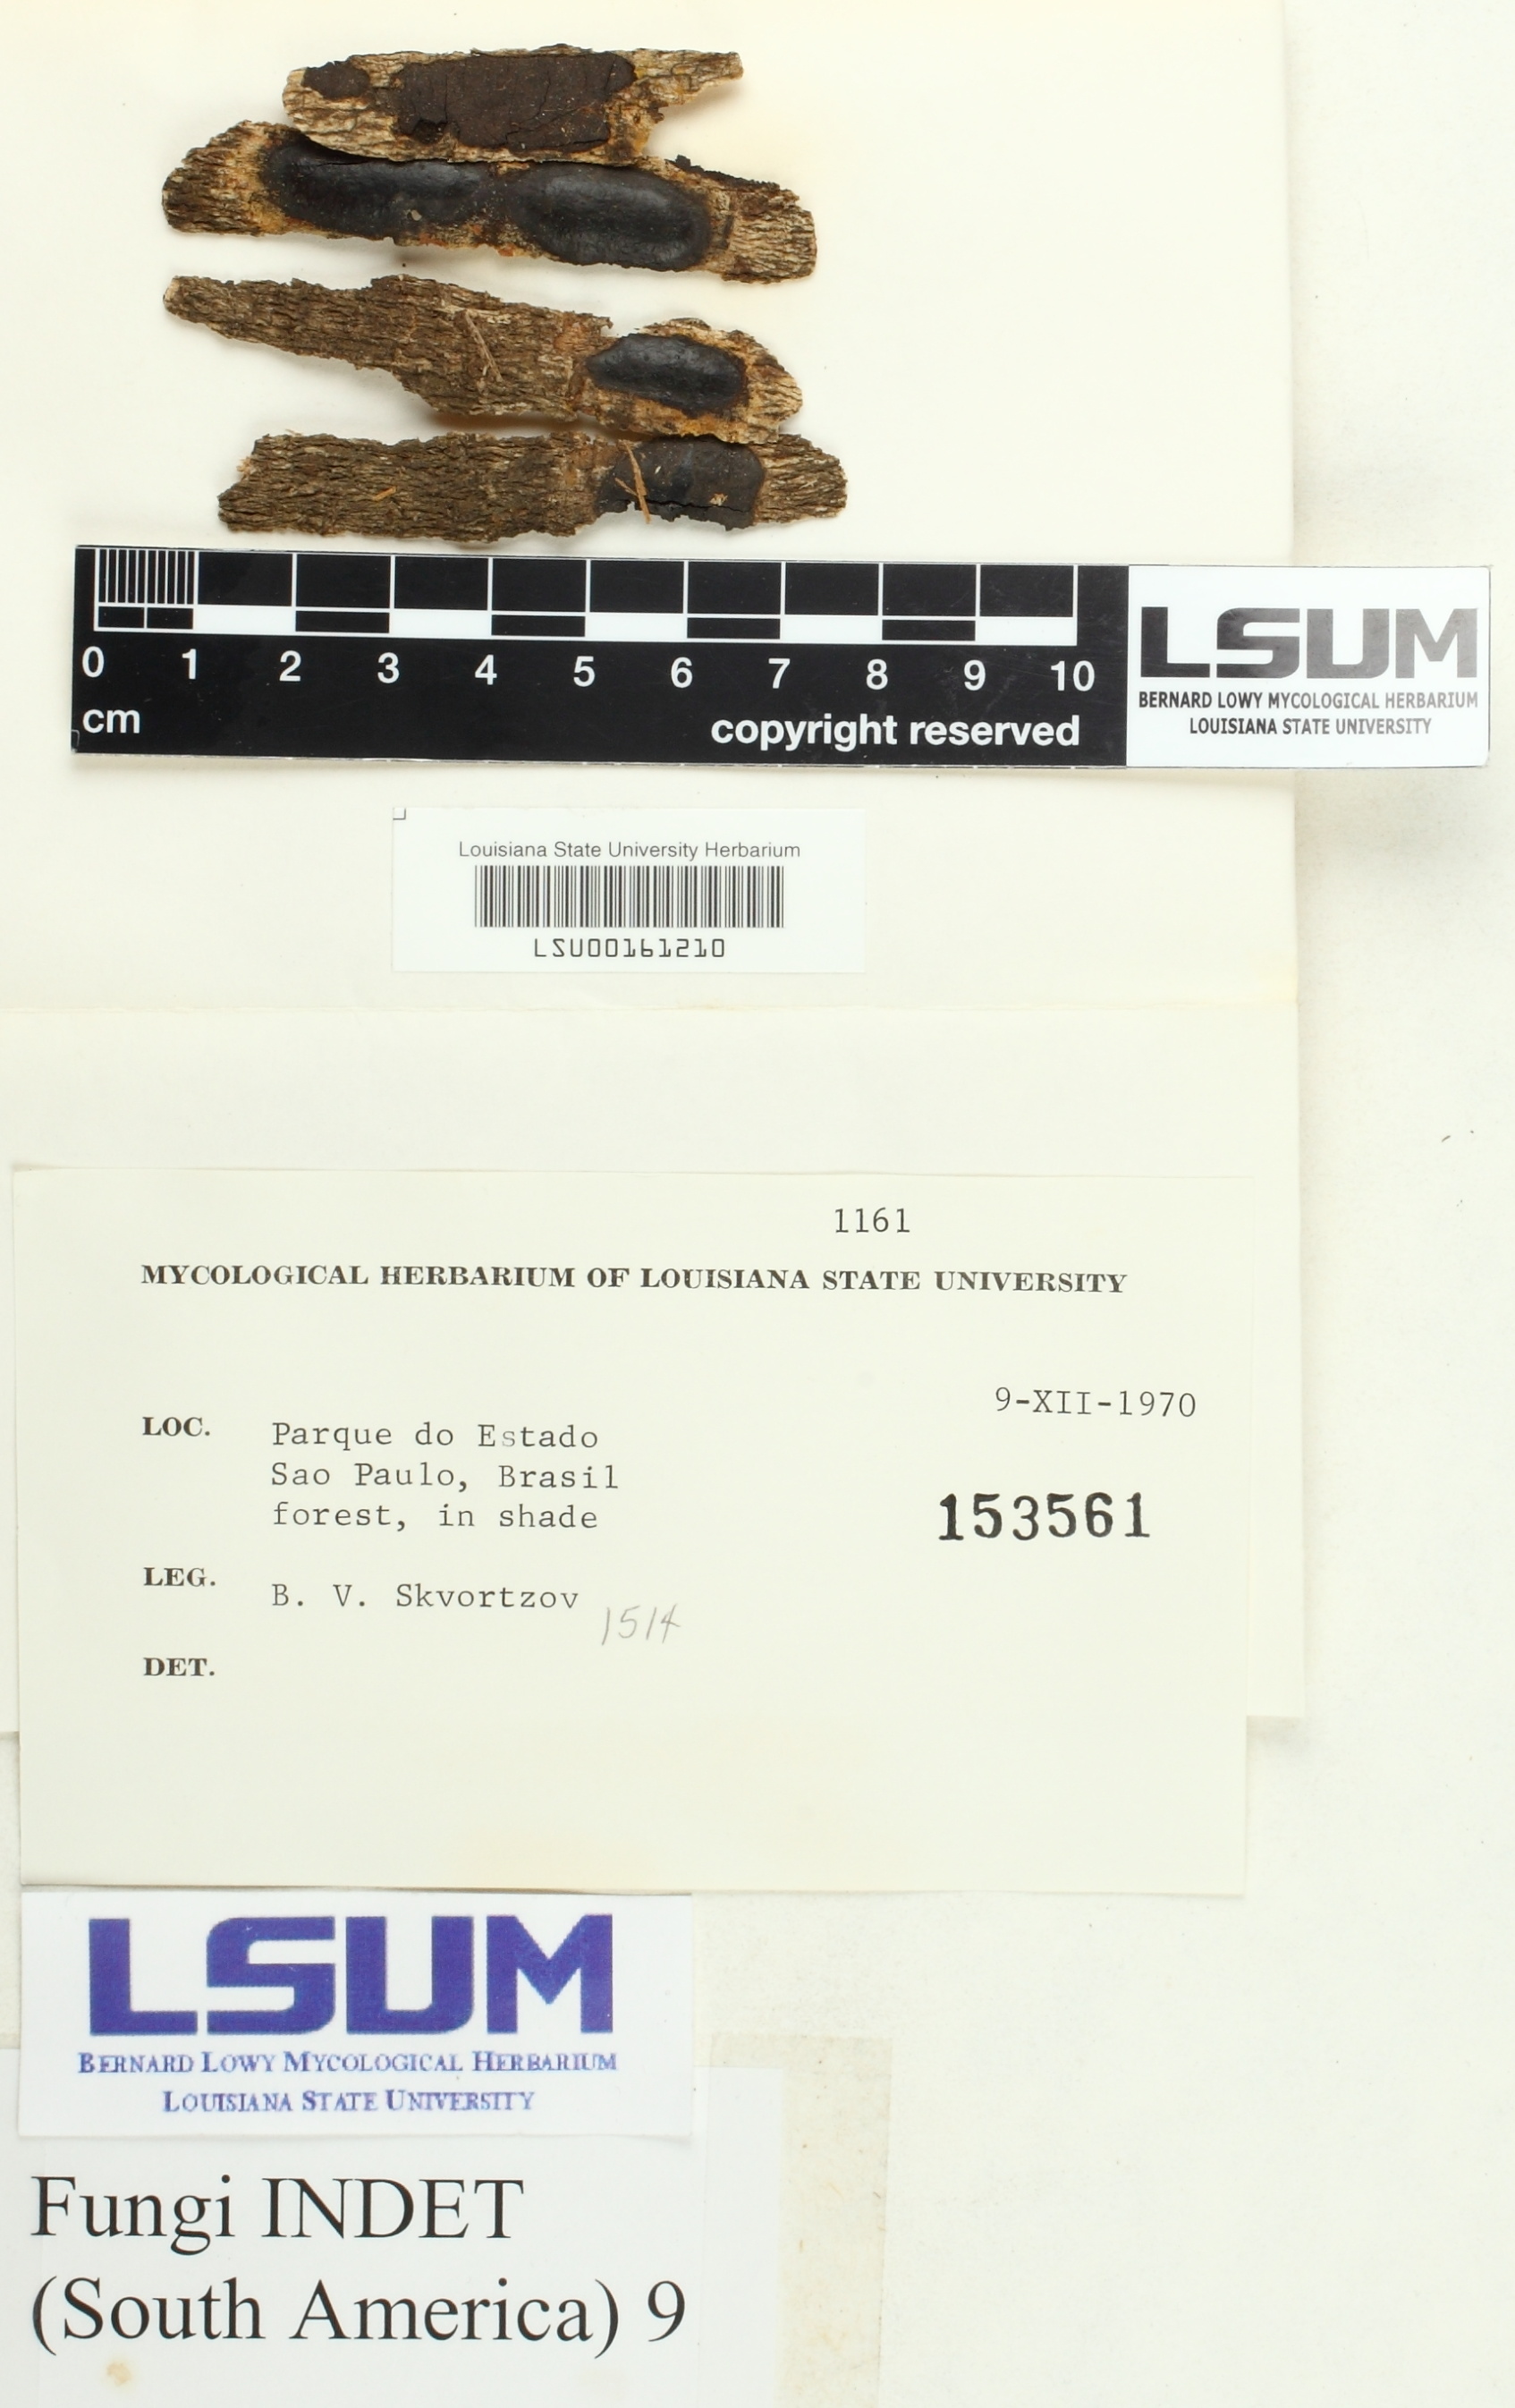 0 1 2 3 4 5 6 7 8 9 10
cm
copyright reserved
LSUM
BERNARD LOWY MYCOLOGICAL HERBARIUM
LOUISIANA STATE UNIVERSITY
Louisiana State University Herbarium
LSU00161210
1161
MYCOLOGICAL HERBARIUM OF LOUISIANA STATE UNIVERSITY
9-XII-1970
LOC. Parque do Estado
Sao Paulo, Brasil
forest, in shade
153561
LEG. B. V. Skvortzov
1514
DET.
LSUM
BERNARD LOWY MYCOLOGICAL HERBARIUM
LOUISIANA STATE UNIVERSITY
Fungi INDET
(South America) 9